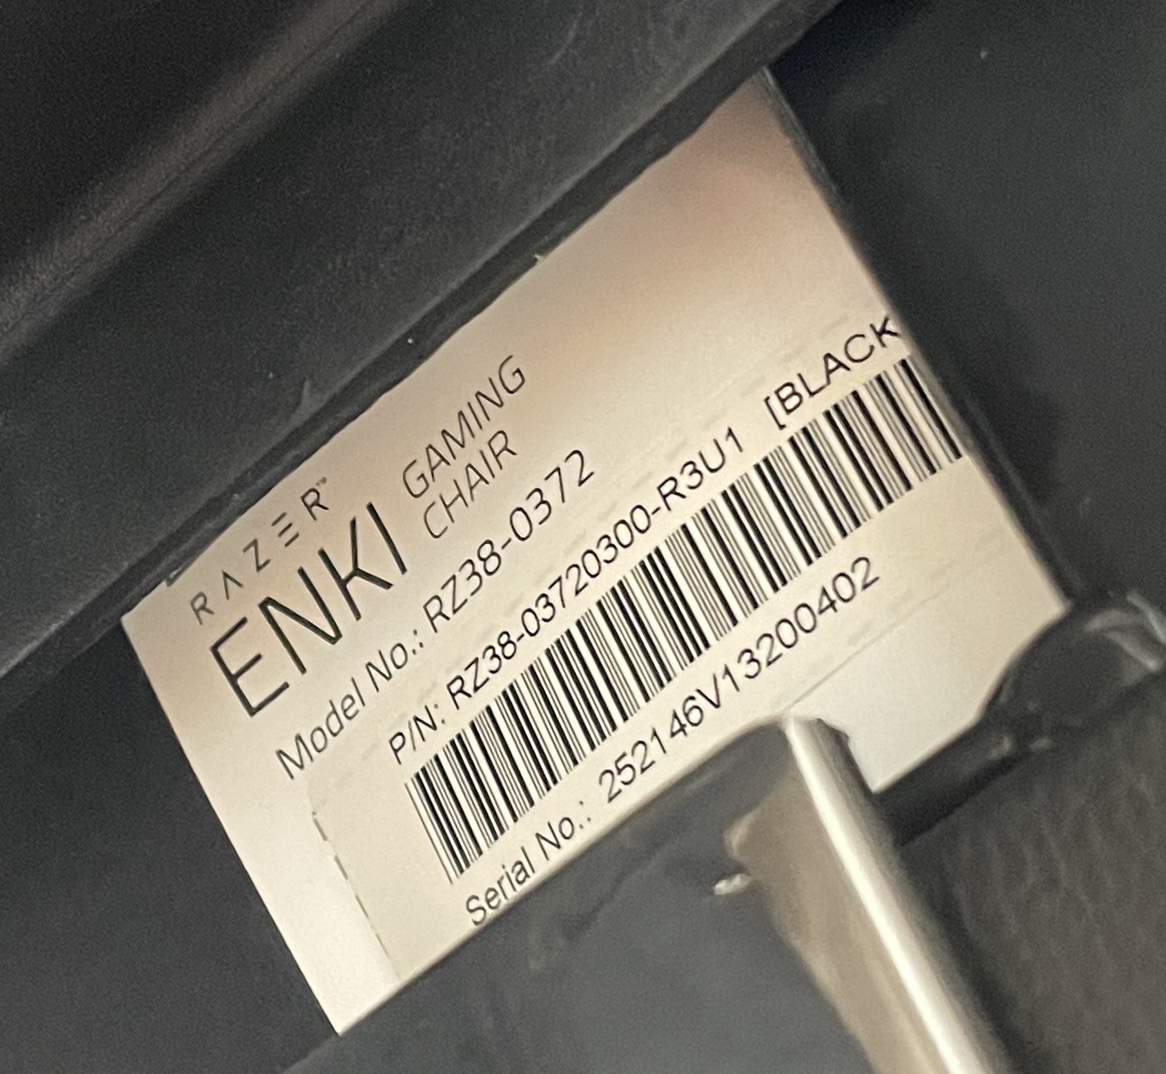 RAZER™
ENKI GAMING CHAIR
Model No.: RZ38-0372
P/N: RZ38-03720300-R3U1 [BLACK
Serial No.: 252146V13200402